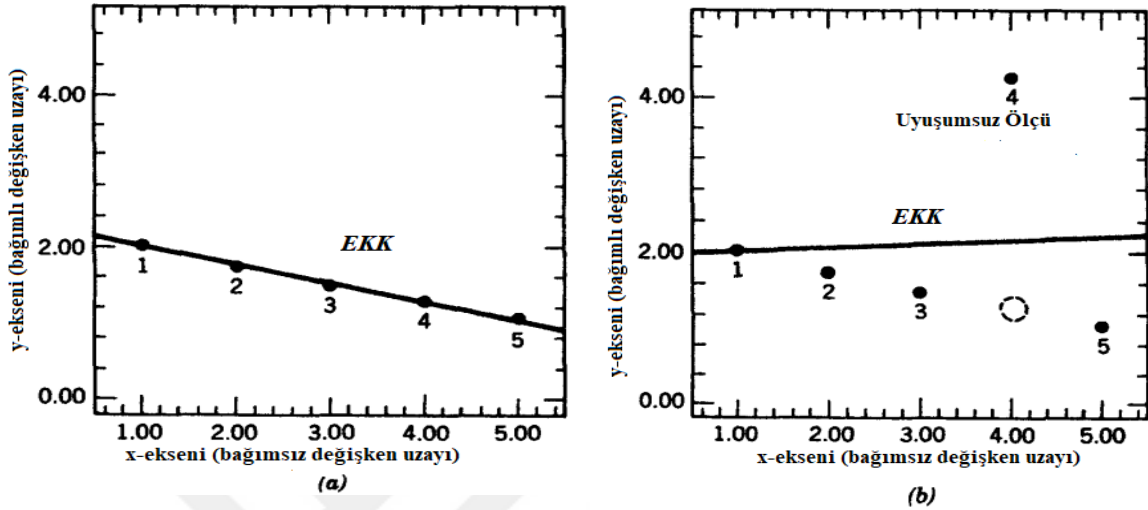 y-ekseni (bağımlı değişken uzayı)
4.00
2.00
0.00
EKK
1
2
3
4
5
1.00
2.00
3.00
4.00
5.00
x-ekseni (bağımsız değişken uzayı)
(a)
y-ekseni (bağımlı değişken uzayı)
4.00
2.00
0.00
4
Uyuşumsuz Ölçü
EKK
1
2
3
5
1.00
2.00
3.00
4.00
5.00
x-ekseni (bağımsız değişken uzayı)
(b)